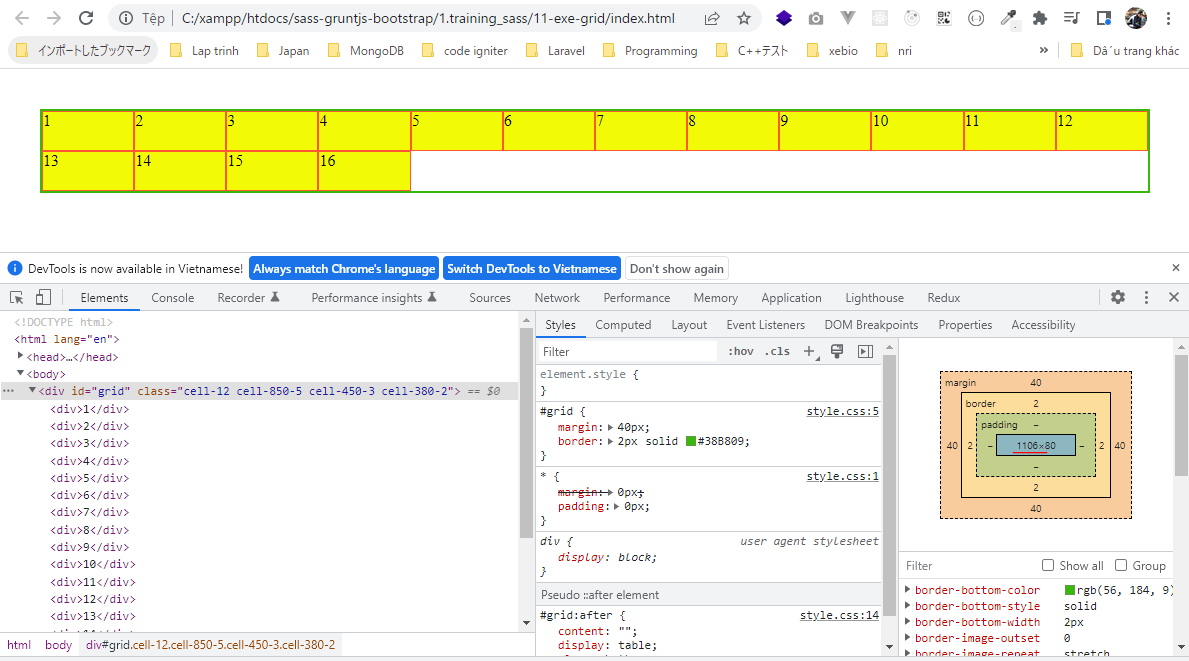 Tệp C:/xampp/htdocs/sass-gruntjs-bootstrap/1.training_sass/11-exe-grid/index.html
インポートしたブックマーク Lap trinh Japan MongoDB code igniter Laravel Programming C++テスト xebio nri » Dấu trang khác
1 2 3 4 5 6 7 8 9 10 11 12
13 14 15 16
DevTools is now available in Vietnamese! Always match Chrome's language Switch DevTools to Vietnamese Don't show again
Elements Console Recorder Performance insights Sources Network Performance Memory Application Lighthouse Redux
<!DOCTYPE html>
<html lang="en">
<head>…</head>
<body>
<div id="grid" class="cell-12 cell-850-5 cell-450-3 cell-380-2"> == $0
<div>1</div>
<div>2</div>
<div>3</div>
<div>4</div>
<div>5</div>
<div>6</div>
<div>7</div>
<div>8</div>
<div>9</div>
<div>10</div>
<div>11</div>
<div>12</div>
<div>13</div>
html body div#grid.cell-12.cell-850-5.cell-450-3.cell-380-2
Styles Computed Layout Event Listeners DOM Breakpoints Properties Accessibility
Filter :hov .cls
element.style {
}
#grid { style.css:5
margin: 40px;
border: 2px solid #38B809;
}
* { style.css:1
margin: 0px;
padding: 0px;
}
div { user agent stylesheet
display: block;
}
Pseudo ::after element
#grid:after { style.css:14
content: "";
display: table;
margin 40
border 2
padding –
40 2 – 1106×80 – 2 40
–
2
40
Filter Show all Group
border-bottom-color rgb(56, 184, 9)
border-bottom-style solid
border-bottom-width 2px
border-image-outset 0
border-image-repeat stretch